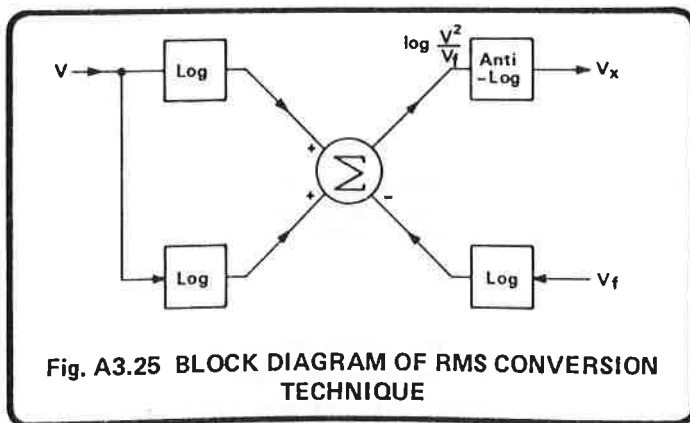 log V²/Vf
V
Log
Anti
-Log
Vx
+
Σ
+
-
Log
Log
Vf
Fig. A3.25 BLOCK DIAGRAM OF RMS CONVERSION
TECHNIQUE